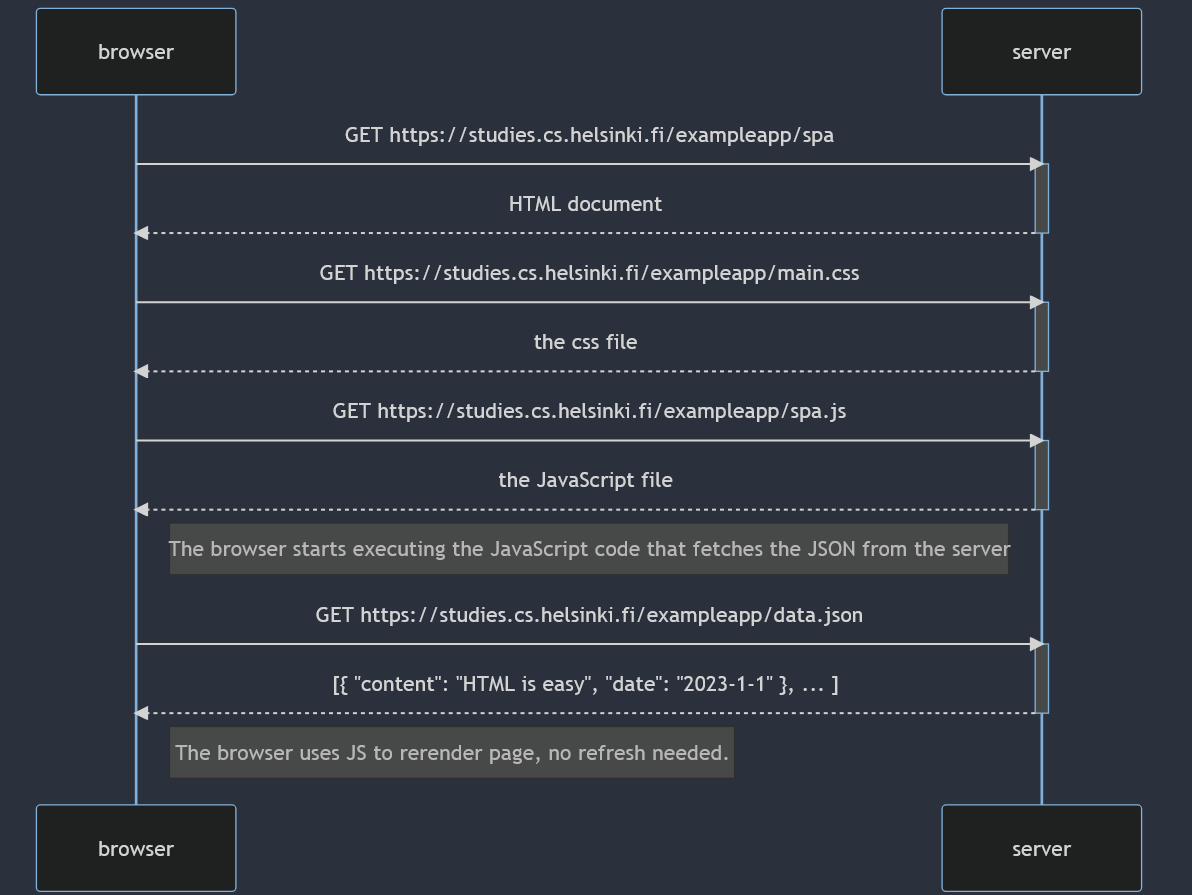 browser
server
GET https://studies.cs.helsinki.fi/exampleapp/spa
HTML document
GET https://studies.cs.helsinki.fi/exampleapp/main.css
the css file
GET https://studies.cs.helsinki.fi/exampleapp/spa.js
the JavaScript file
The browser starts executing the JavaScript code that fetches the JSON from the server
GET https://studies.cs.helsinki.fi/exampleapp/data.json
[{ "content": "HTML is easy", "date": "2023-1-1" }, ... ]
The browser uses JS to rerender page, no refresh needed.
browser
server